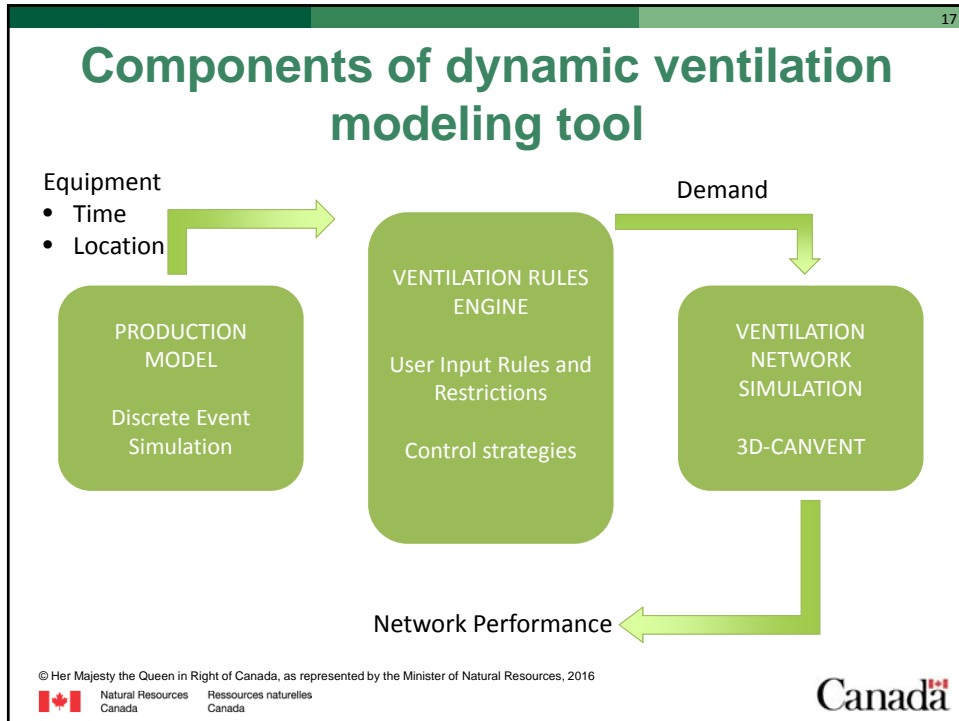 17
Components of dynamic ventilation
modeling tool
Equipment
• Time
• Location
Demand
PRODUCTION
MODEL
Discrete Event
Simulation
VENTILATION RULES
ENGINE
User Input Rules and
Restrictions
Control strategies
VENTILATION
NETWORK
SIMULATION
3D-CANVENT
Network Performance
© Her Majesty the Queen in Right of Canada, as represented by the Minister of Natural Resources, 2016
Natural Resources Ressources naturelles
Canada Canada
Canada